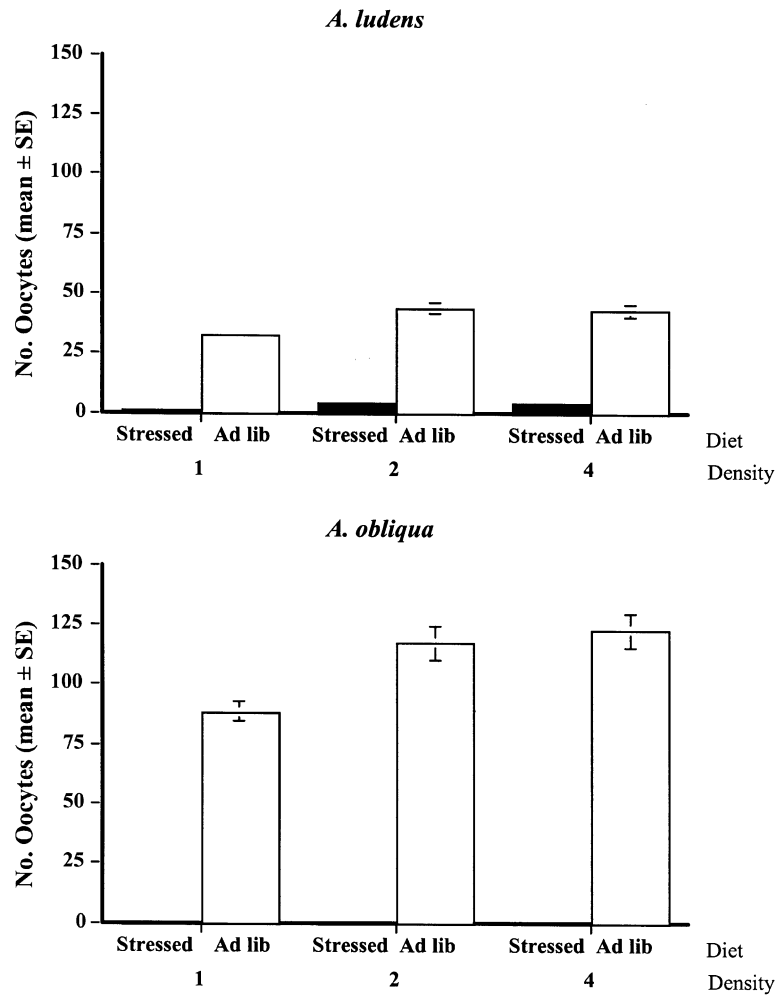 A. ludens
150
125
100
75
50
25
0
No. Oocytes (mean ± SE)
Stressed Ad lib Stressed Ad lib Stressed Ad lib Diet
1 2 4 Density
A. obliqua
150
125
100
75
50
25
0
No. Oocytes (mean ± SE)
Stressed Ad lib Stressed Ad lib Stressed Ad lib Diet
1 2 4 Density